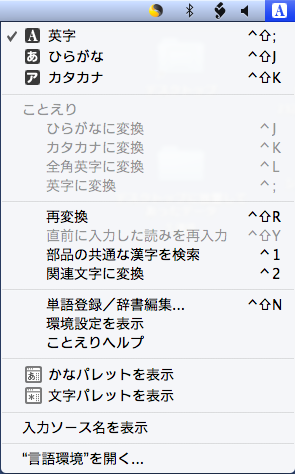 A
✓ A 英字 ^⇧;
あ ひらがな ^⇧J
ア カタカナ ^⇧K
ことえり
ひらがなに変換 ^J
カタカナに変換 ^K
全角英字に変換 ^L
英字に変換 ^;
再変換 ^⇧R
直前に入力した読みを再入力 ^⇧Y
部品の共通な漢字を検索 ^1
関連文字に変換 ^2
単語登録／辞書編集... ^⇧N
環境設定を表示
ことえりヘルプ
あ かなパレットを表示
* 文字パレットを表示
入力ソース名を表示
“言語環境”を開く...